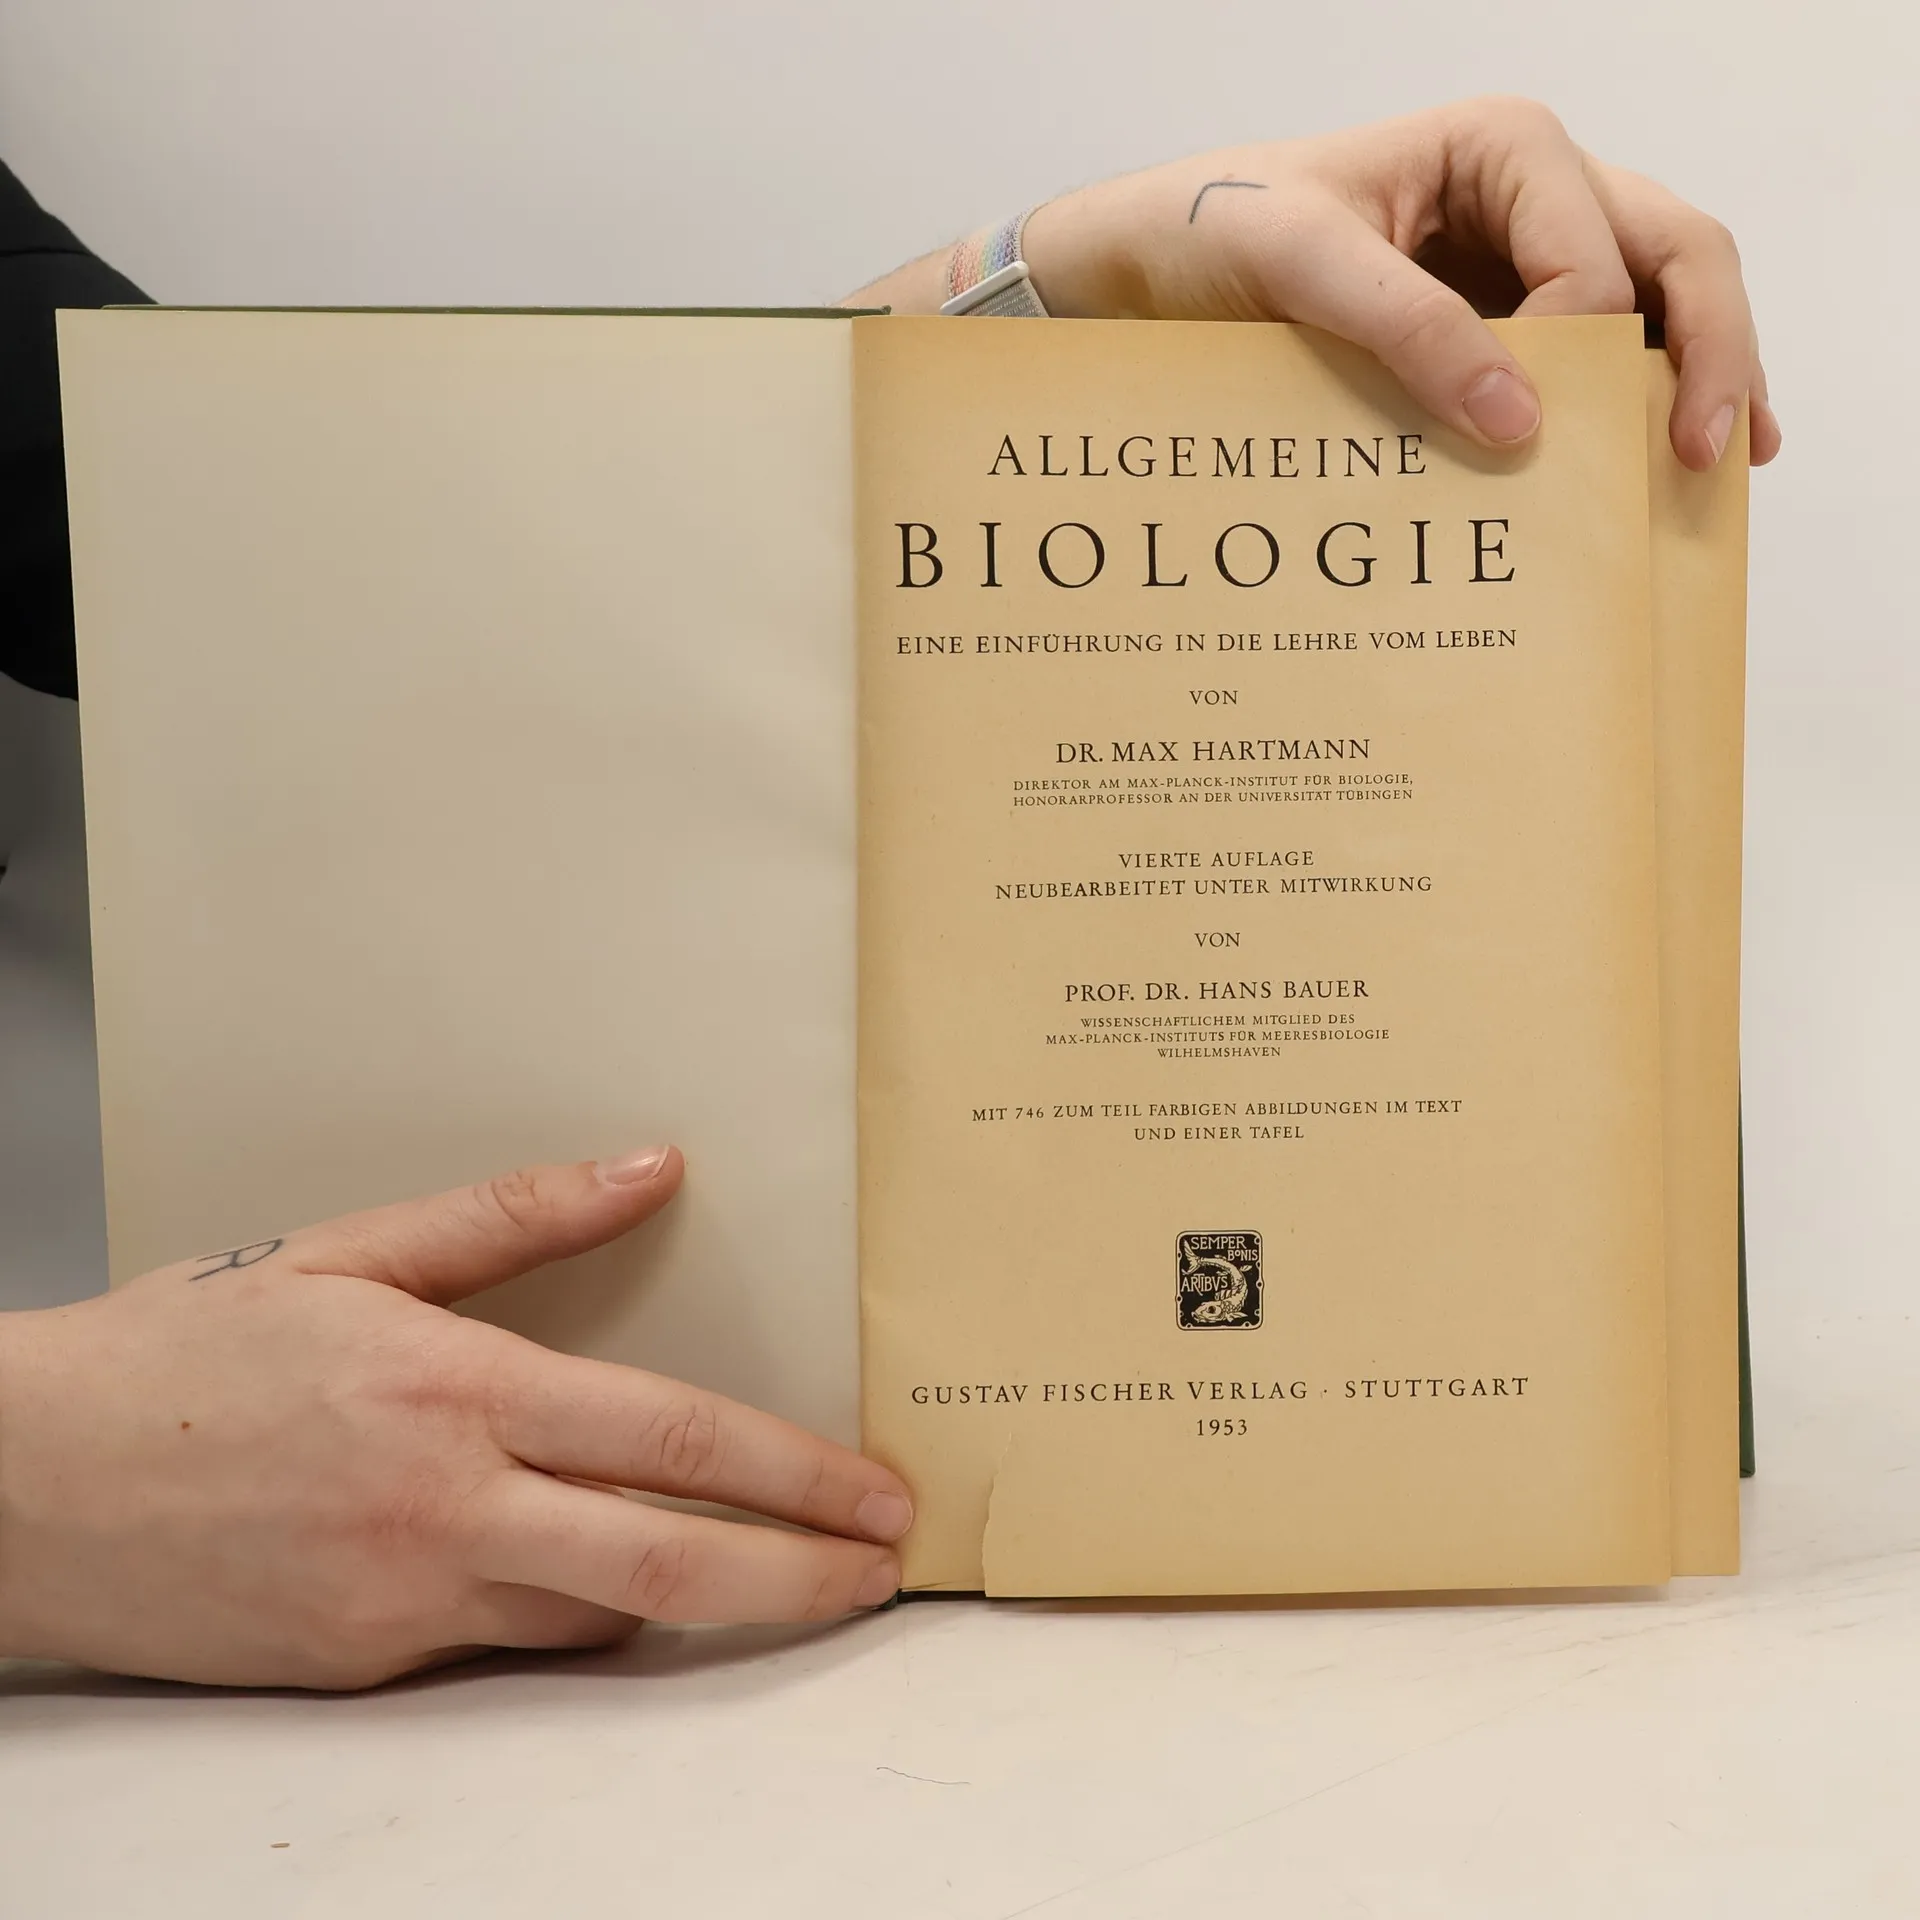 ALLGEMEINE
BIOLOGIE
EINE EINFÜHRUNG IN DIE LEHRE VOM LEBEN
VON
DR. MAX HARTMANN
DIREKTOR AM MAX-PLANCK-INSTITUT FÜR BIOLOGIE,
HONORARPROFESSOR AN DER UNIVERSITÄT TÜBINGEN
VIERTE AUFLAGE
NEUBEARBEITET UNTER MITWIRKUNG
VON
PROF. DR. HANS BAUER
WISSENSCHAFTLICHEM MITGLIED DES
MAX-PLANCK-INSTITUTS FÜR MEERESBIOLOGIE
WILHELMSHAVEN
MIT 746 ZUM TEIL FARBIGEN ABBILDUNGEN IM TEXT
UND EINER TAFEL
SEMPER
BONIS
ARTIBVS
GUSTAV FISCHER VERLAG · STUTTGART
1953
R
L